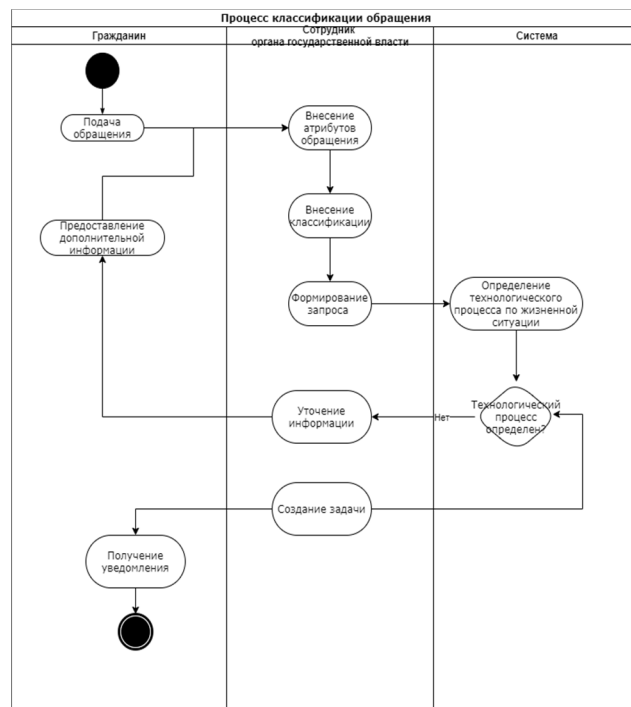 Процесс классификации обращения
Гражданин
Сотрудник
органа государственной власти
Система
Подача
обращения
Внесение
атрибутов
обращения
Предоставление
дополнительной
информации
Внесение
классификации
Формирование
запроса
Определение
технологического
процесса по жизненной
ситуации
Уточение
информации
Нет
Технологический
процесс
определен?
Создание задачи
Получение
уведомления